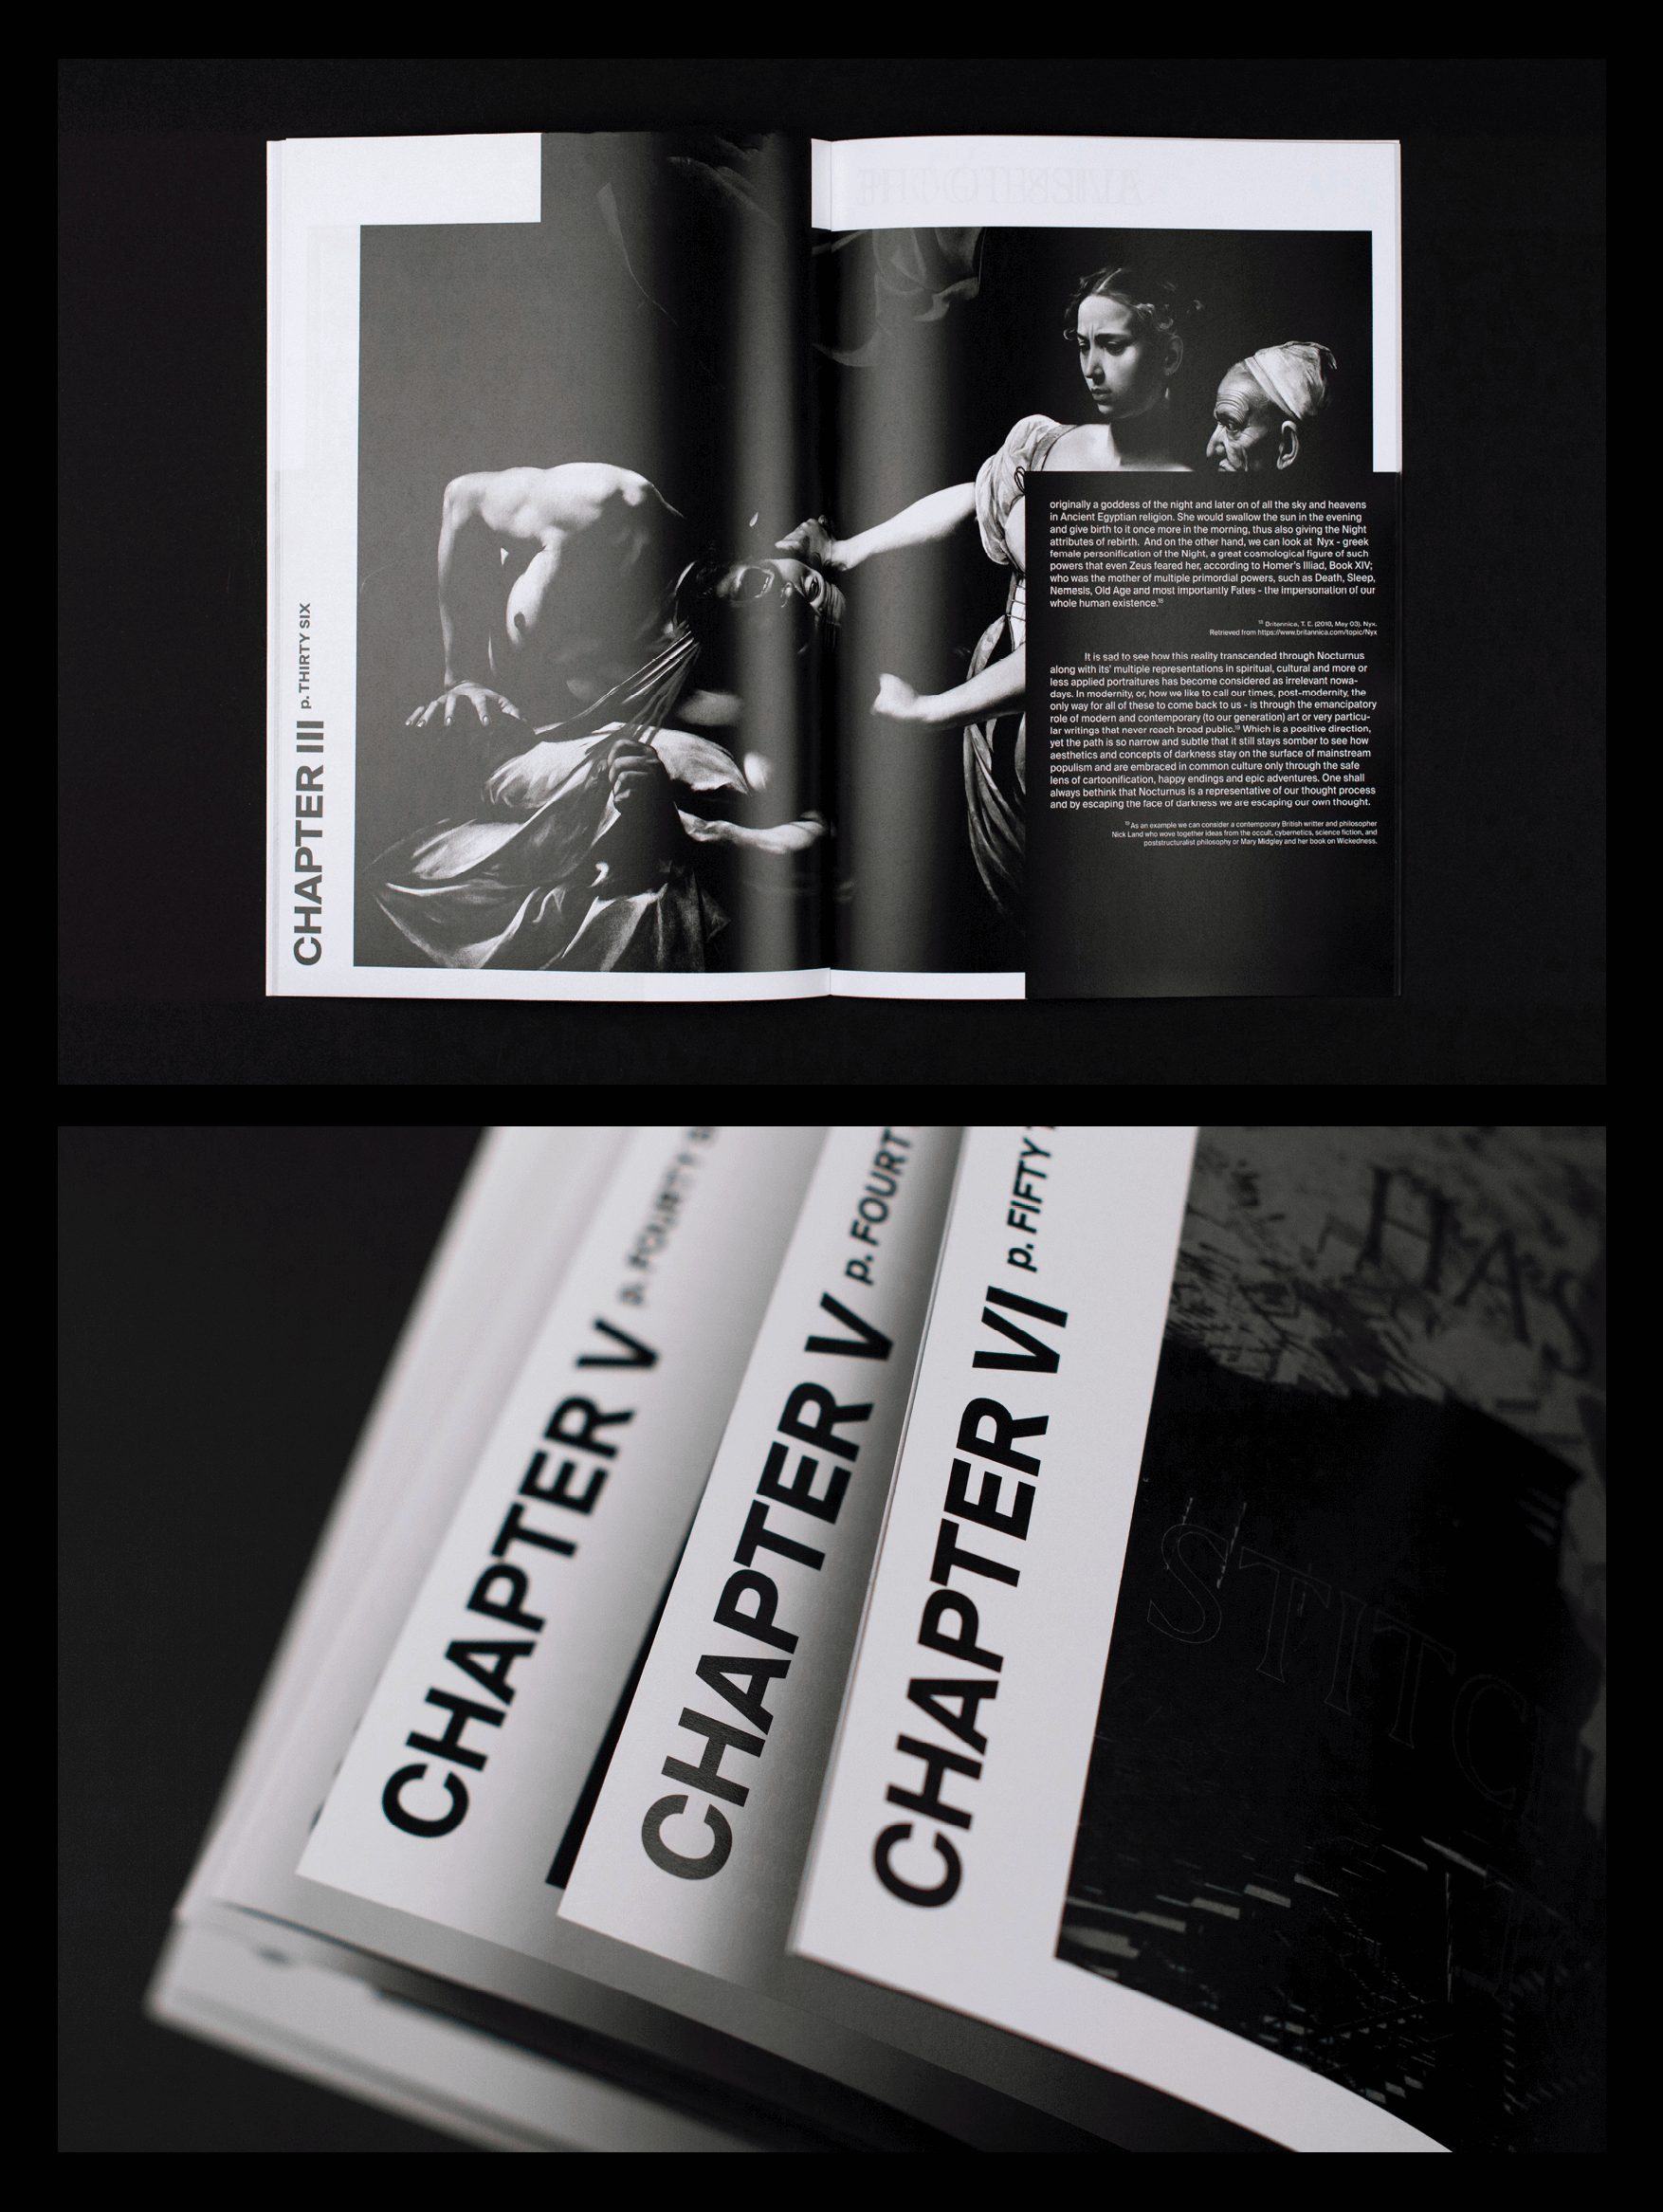 CHAPTER III p. THIRTY SIX
originally a goddess of the night and later on of all the sky and heavens
in Ancient Egyptian religion. She would swallow the sun in the evening
and give birth to it once more in the morning, thus also giving the Night
attributes of rebirth. And on the other hand, we can look at Nyx - greek
female personification of the Night, a great cosmological figure of such
powers that even Zeus feared her, according to Homer's Illiad, Book XIV;
who was the mother of multiple primordial powers, such as Death, Sleep,
Nemesis, Old Age and most importantly Fates - the impersonation of our
whole human existence.¹⁸
¹⁸ Britannica, T. E. (2018, May 03). Nyx.
Retrieved from https://www.britannica.com/topic/Nyx
It is sad to see how this reality transcended through Nocturnus
along with its' multiple representations in spiritual, cultural and more or
less applied portraitures has become considered as irrelevant nowa-
days. In modernity, or, how we like to call our times, post-modernity, the
only way for all of these to come back to us - is through the emancipatory
role of modern and contemporary (to our generation) art or very particu-
lar writings that never reach broad public.¹⁹ Which is a positive direction,
yet the path is so narrow and subtle that it still stays somber to see how
aesthetics and concepts of darkness stay on the surface of mainstream
populism and are embraced in common culture only through the safe
lens of cartoonification, happy endings and epic adventures. One shall
always bethink that Nocturnus is a representative of our thought process
and by escaping the face of darkness we are escaping our own thought.
¹⁹ As an example we can consider a contemporary British writter and philosopher
Nick Land who wove together ideas from the occult, cybernetics, science fiction, and
poststructuralist philosophy or Mary Midgley and her book on Wickedness.
CHAPTER V p.
CHAPTER V p. FOURT
CHAPTER VI p. FIFTY
HAS
STITC